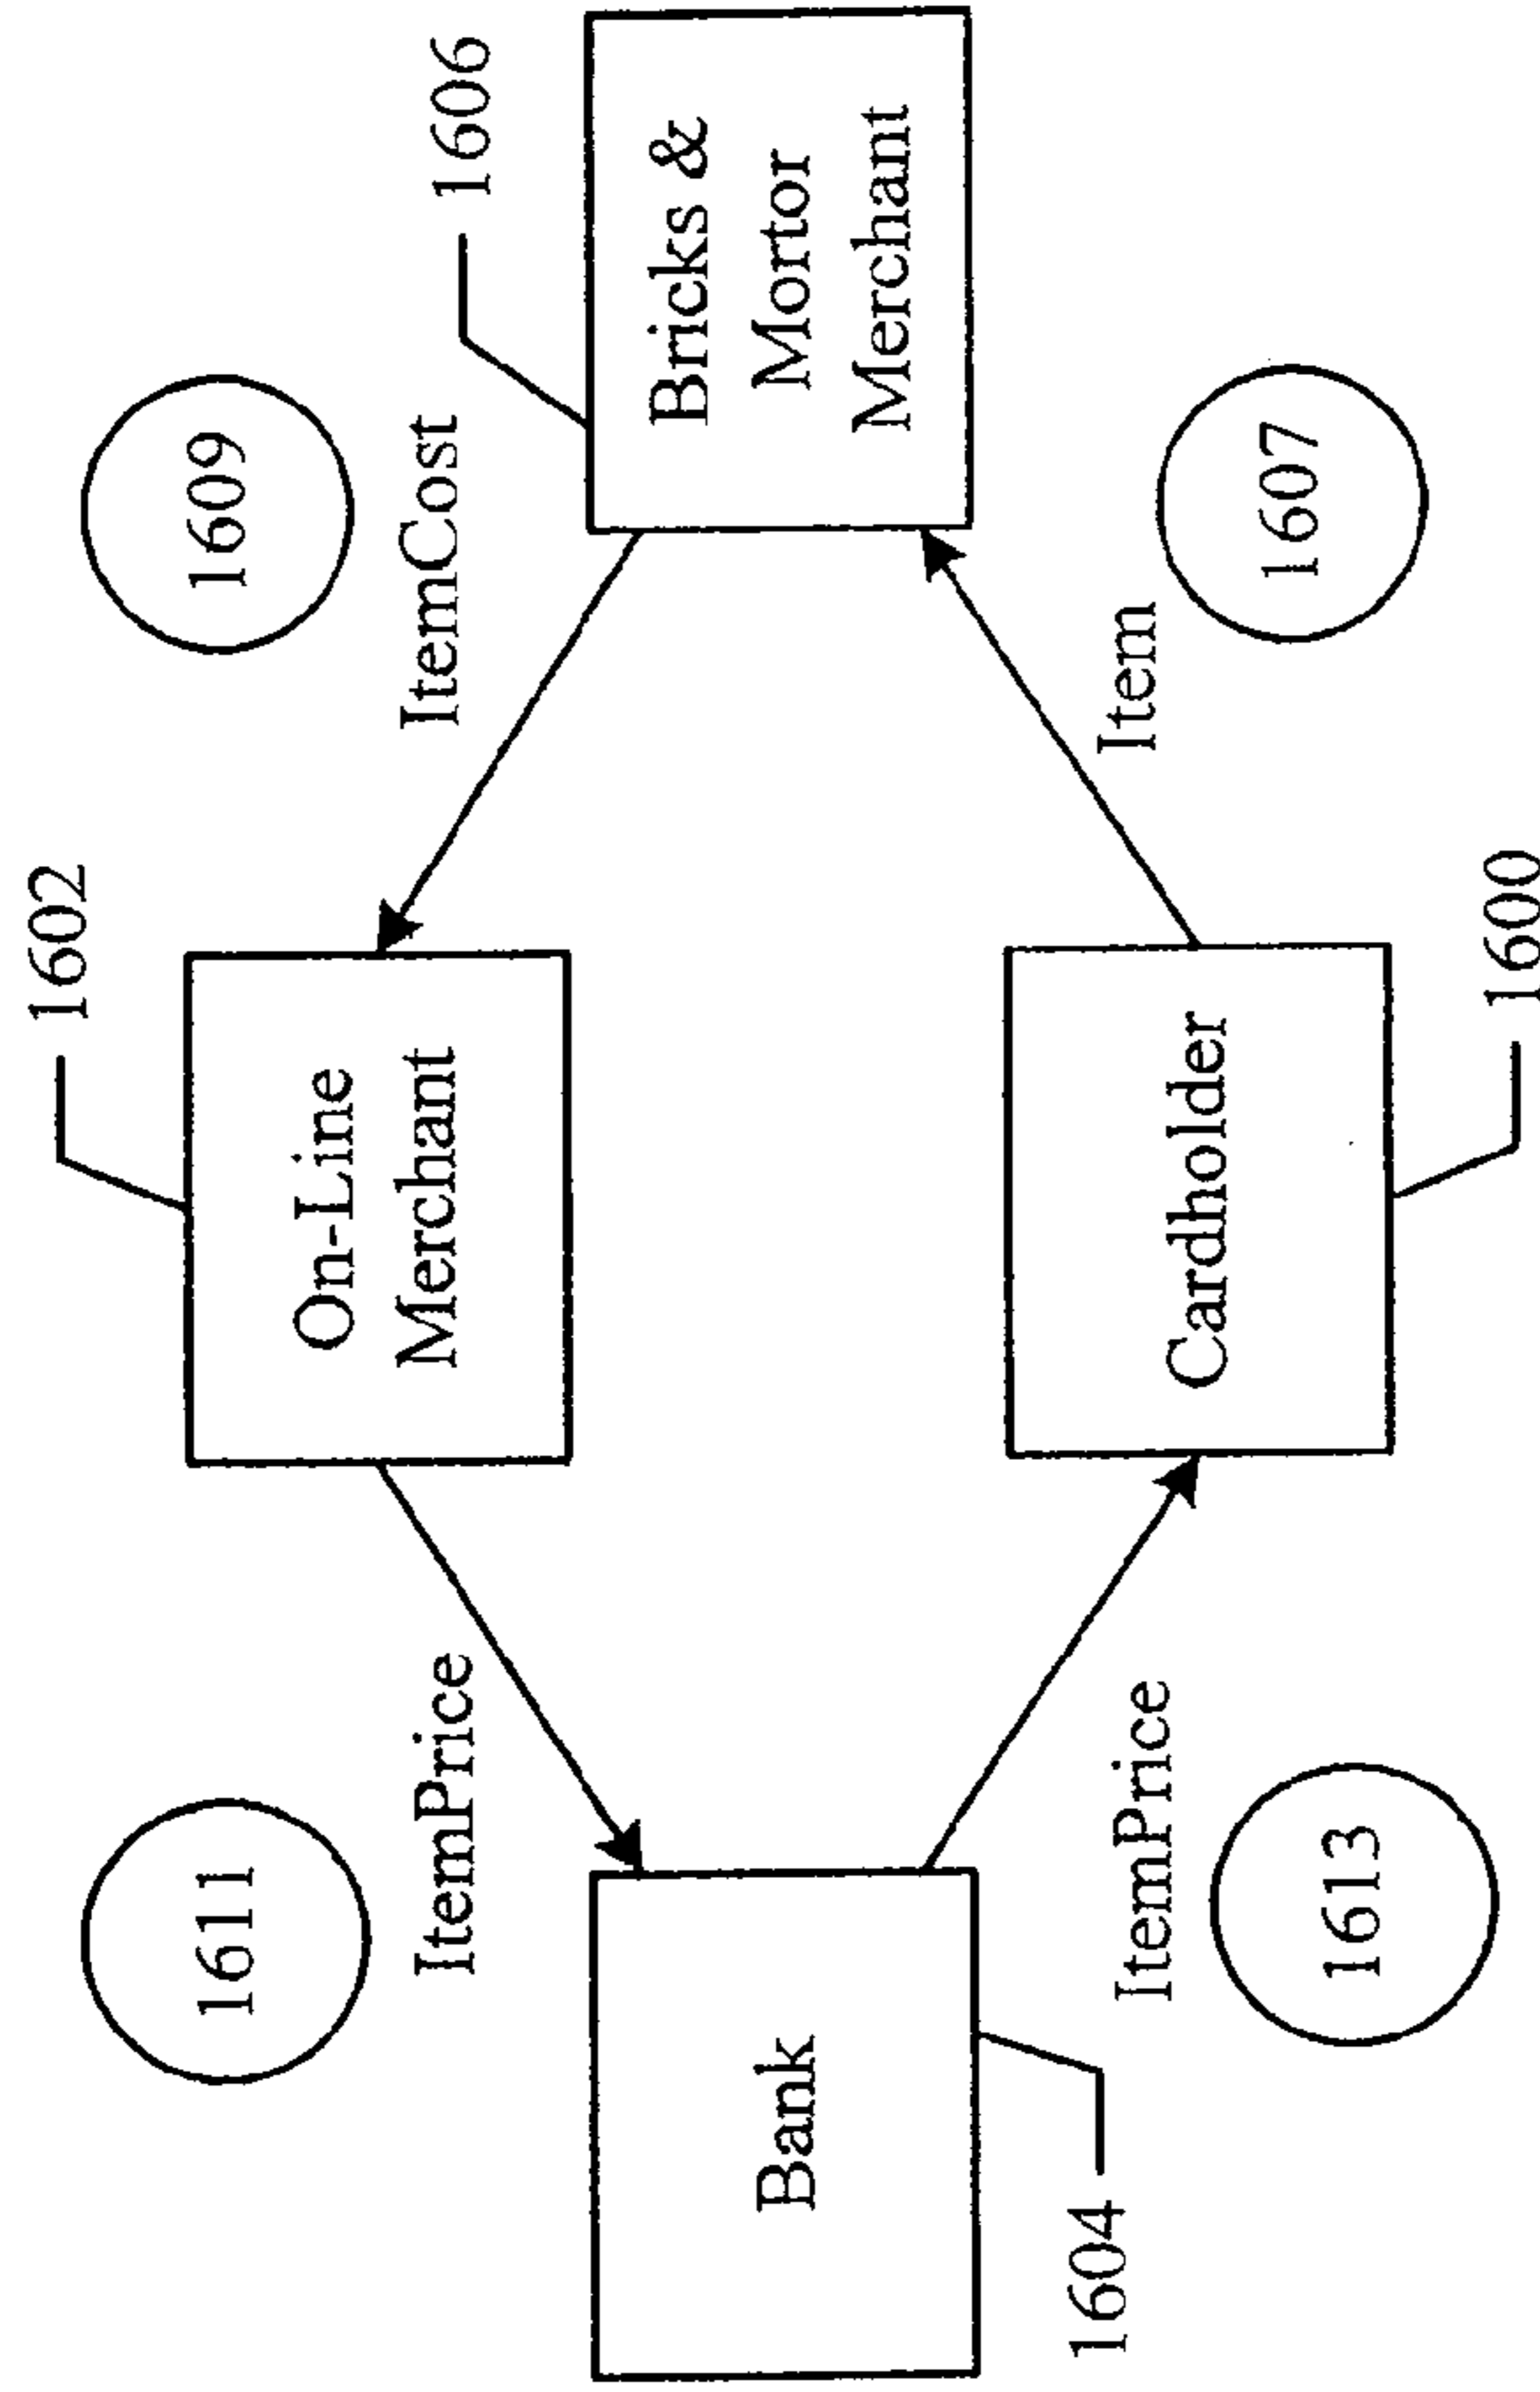 1602
1611
1609
ItemPrice
On-Line
Merchant
ItemCost
1606
Bank
Bricks &
Mortor
Merchant
1604
ItemPrice
Cardholder
Item
1613
1607
1600